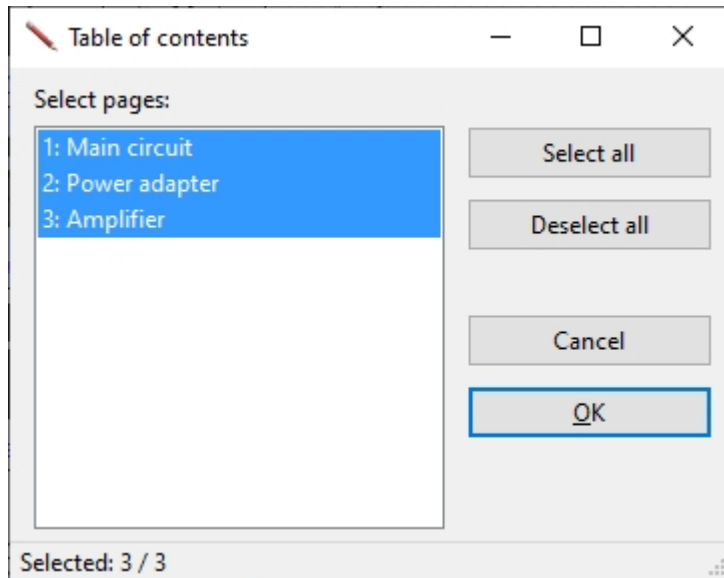 Table of contents
Select pages:
1: Main circuit
2: Power adapter
3: Amplifier
Select all
Deselect all
Cancel
OK
Selected: 3 / 3